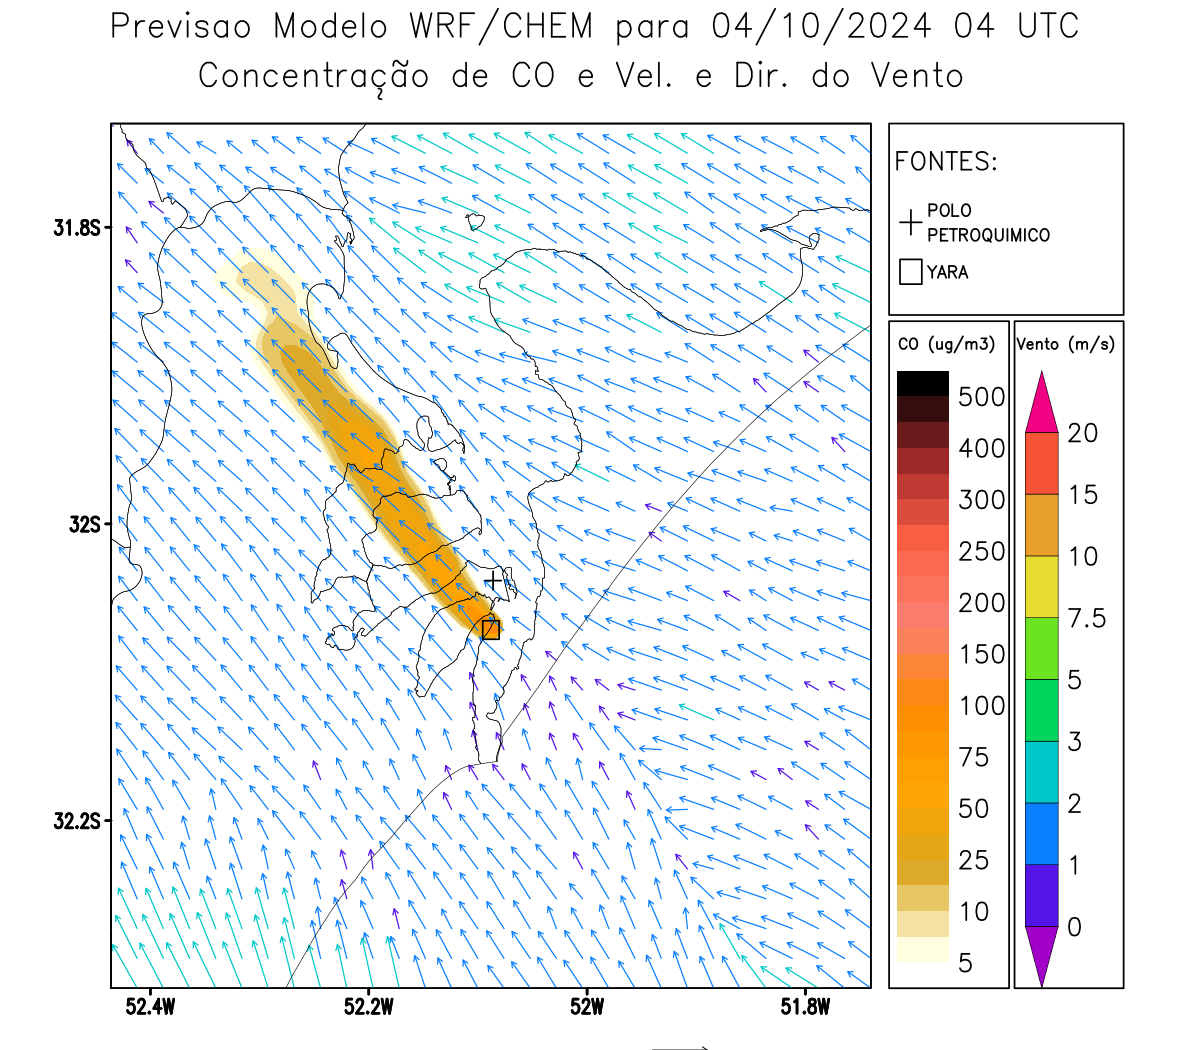 Previsao Modelo WRF/CHEM para 04/10/2024 04 UTC
Concentração de CO e Vel. e Dir. do Vento
FONTES:
POLO
PETROQUIMICO
YARA
31.8S
32S
32.2S
52.4W
52.2W
52W
51.8W
CO (ug/m3)
500
400
300
250
200
150
100
75
50
25
10
5
Vento (m/s)
20
15
10
7.5
5
3
2
1
0